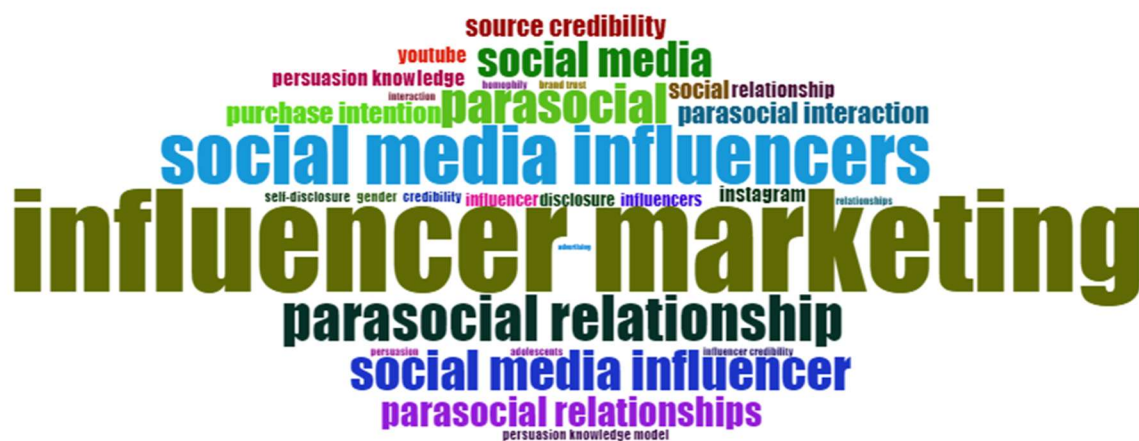 source credibility
youtube social media
persuasion knowledge homophily brand trust social relationship
interaction
purchase intention parasocial parasocial interaction
social media influencers
self-disclosure gender credibility influencer disclosure influencers instagram relationships
influencer marketing
advertising
parasocial relationship
persuasion adolescents influencer credibility
social media influencer
parasocial relationships
persuasion knowledge model